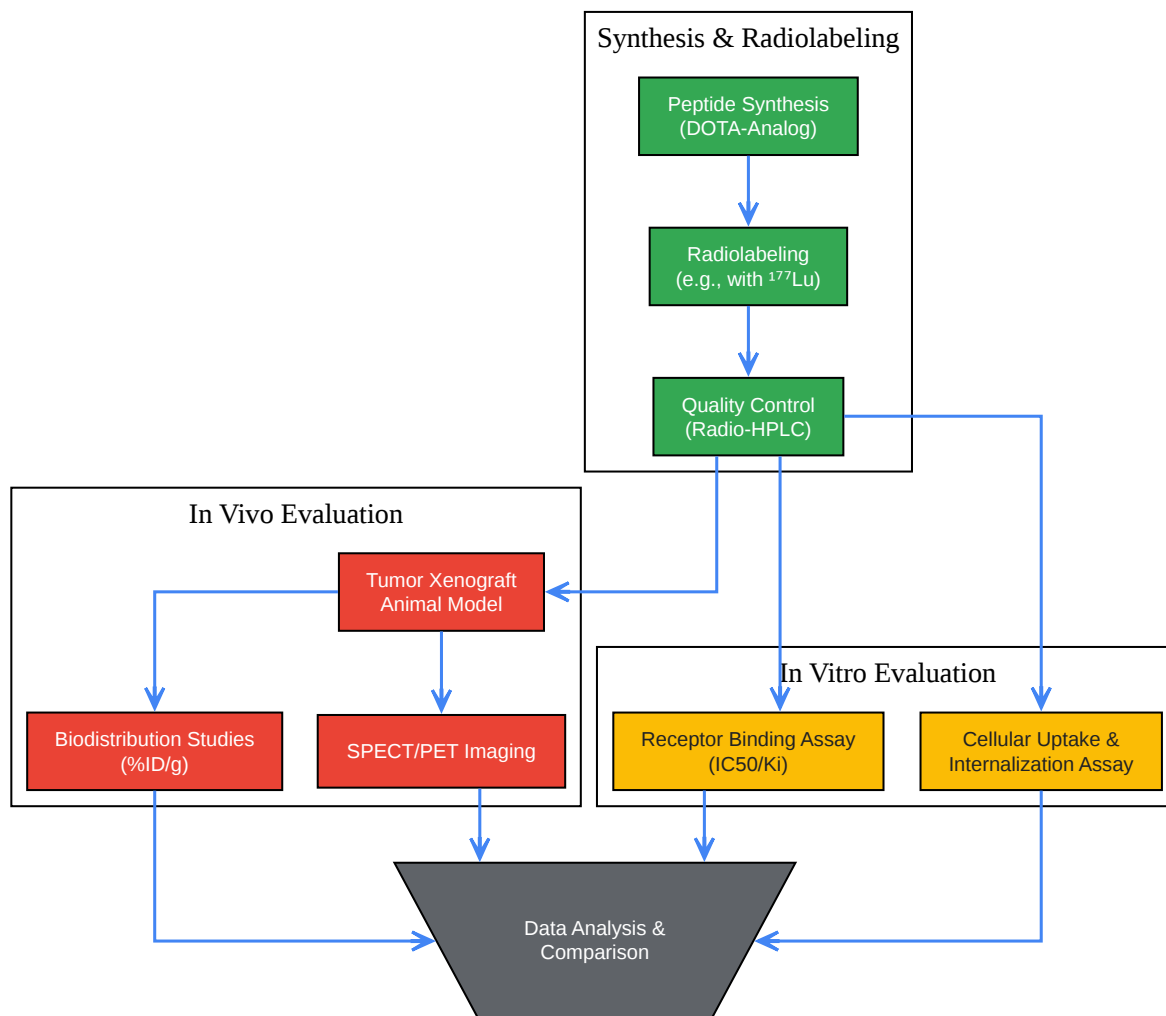 Synthesis & Radiolabeling
Peptide Synthesis
(DOTA-Analog)
Radiolabeling
(e.g., with ¹⁷⁷Lu)
Quality Control
(Radio-HPLC)
In Vivo Evaluation
Tumor Xenograft
Animal Model
Biodistribution Studies
(%ID/g)
SPECT/PET Imaging
In Vitro Evaluation
Receptor Binding Assay
(IC50/Ki)
Cellular Uptake &
Internalization Assay
Data Analysis &
Comparison